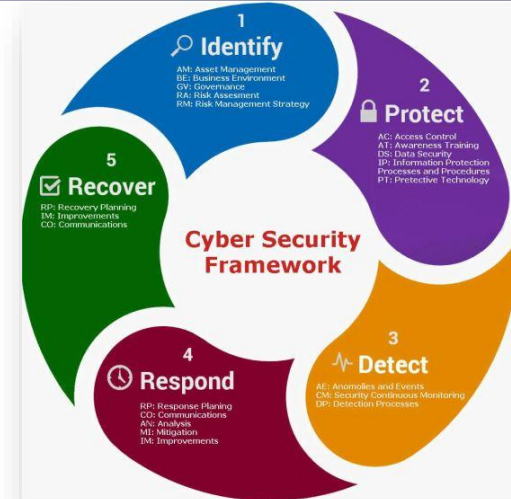 1
Identify
AM: Asset Management
BE: Business Environment
GV: Governance
RA: Risk Assesment
RM: Risk Management Strategy
2
Protect
AC: Access Control
AT: Awareness Training
DS: Data Security
IP: Information Protection
Processes and Procedures
PT: Pretective Technology
3
Detect
AE: Anomolies and Events
CM: Security Continuous Monitoring
DP: Detection Processes
4
Respond
RP: Response Planing
CO: Communications
AN: Analysis
MI: Mitigation
IM: Improvements
5
Recover
RP: Recovery Planning
IM: Improvements
CO: Communications
Cyber Security
Framework